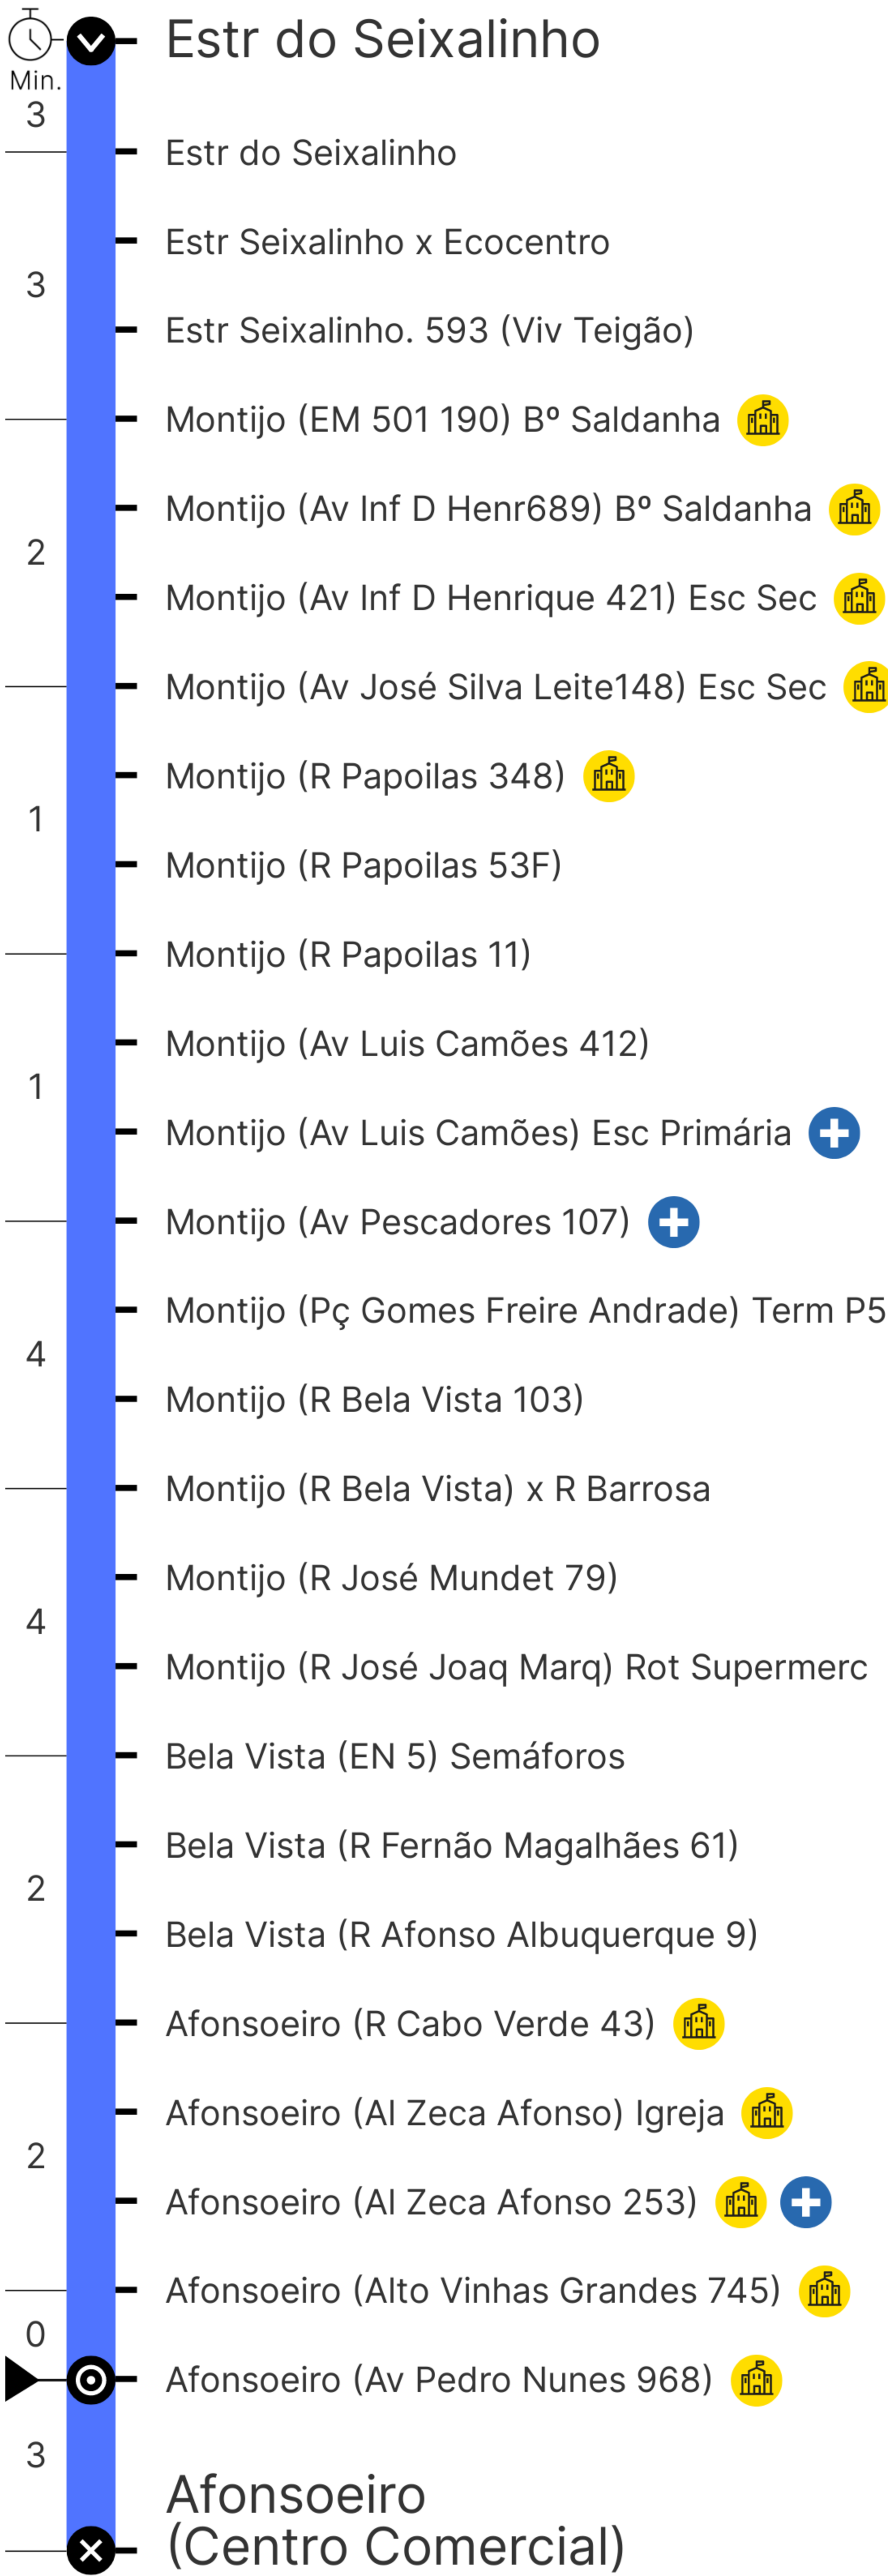 Estr do Seixalinho
Min.
3
Estr do Seixalinho
Estr Seixalinho x Ecocentro
3
Estr Seixalinho. 593 (Viv Teigão)
Montijo (EM 501 190) Bº Saldanha
Montijo (Av Inf D Henr689) Bº Saldanha
2
Montijo (Av Inf D Henrique 421) Esc Sec
Montijo (Av José Silva Leite148) Esc Sec
Montijo (R Papoilas 348)
1
Montijo (R Papoilas 53F)
Montijo (R Papoilas 11)
Montijo (Av Luis Camões 412)
1
Montijo (Av Luis Camões) Esc Primária
Montijo (Av Pescadores 107)
Montijo (Pç Gomes Freire Andrade) Term P5
4
Montijo (R Bela Vista 103)
Montijo (R Bela Vista) x R Barrosa
Montijo (R José Mundet 79)
4
Montijo (R José Joaq Marq) Rot Supermerc
Bela Vista (EN 5) Semáforos
Bela Vista (R Fernão Magalhães 61)
2
Bela Vista (R Afonso Albuquerque 9)
Afonsoeiro (R Cabo Verde 43)
Afonsoeiro (Al Zeca Afonso) Igreja
2
Afonsoeiro (Al Zeca Afonso 253)
Afonsoeiro (Alto Vinhas Grandes 745)
0
Afonsoeiro (Av Pedro Nunes 968)
3
Afonsoeiro
(Centro Comercial)